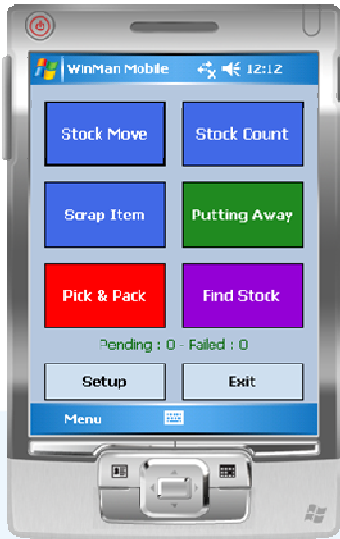 WinMan Mobile 12:12
Stock Move Stock Count
Scrap Item Putting Away
Pick & Pack Find Stock
Pending : 0 - Failed : 0
Setup Exit
Menu